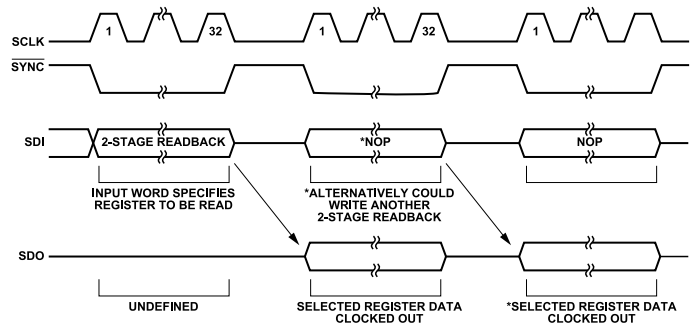 1 32 1 32 1
SCLK
SYNC
SDI 2-STAGE READBACK *NOP NOP
INPUT WORD SPECIFIES
REGISTER TO BE READ
*ALTERNATIVELY COULD
WRITE ANOTHER
2-STAGE READBACK
SDO
UNDEFINED
SELECTED REGISTER DATA
CLOCKED OUT
*SELECTED REGISTER DATA
CLOCKED OUT